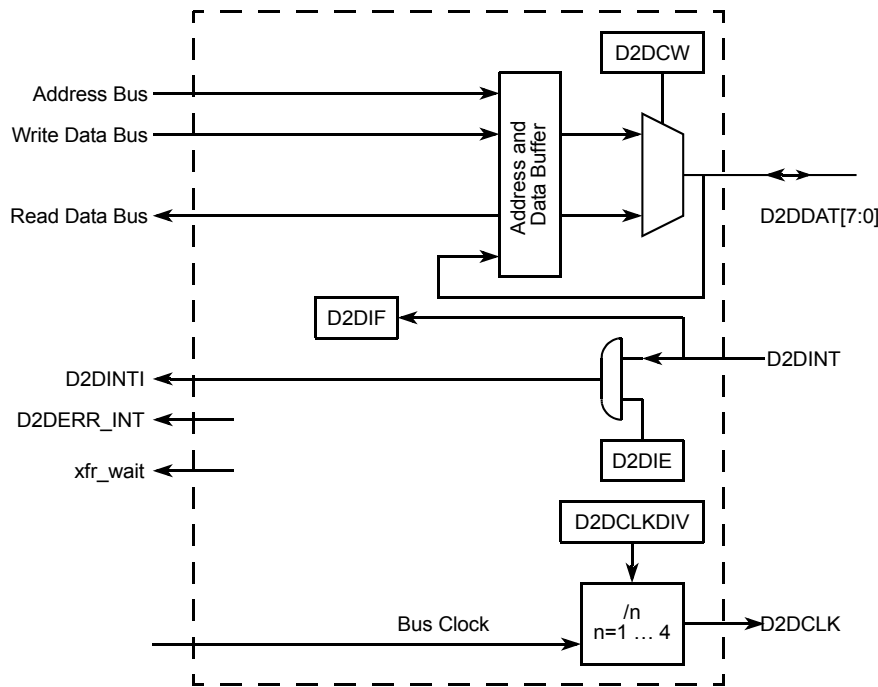 D2DCW
Address Bus
Write Data Bus
Read Data Bus
Address and
Data Buffer
D2DDAT[7:0]
D2DIF
D2DINT
D2DINTI
D2DERR_INT
xfr_wait
D2DIE
D2DCLKDIV
/n
n=1 … 4
Bus Clock
D2DCLK